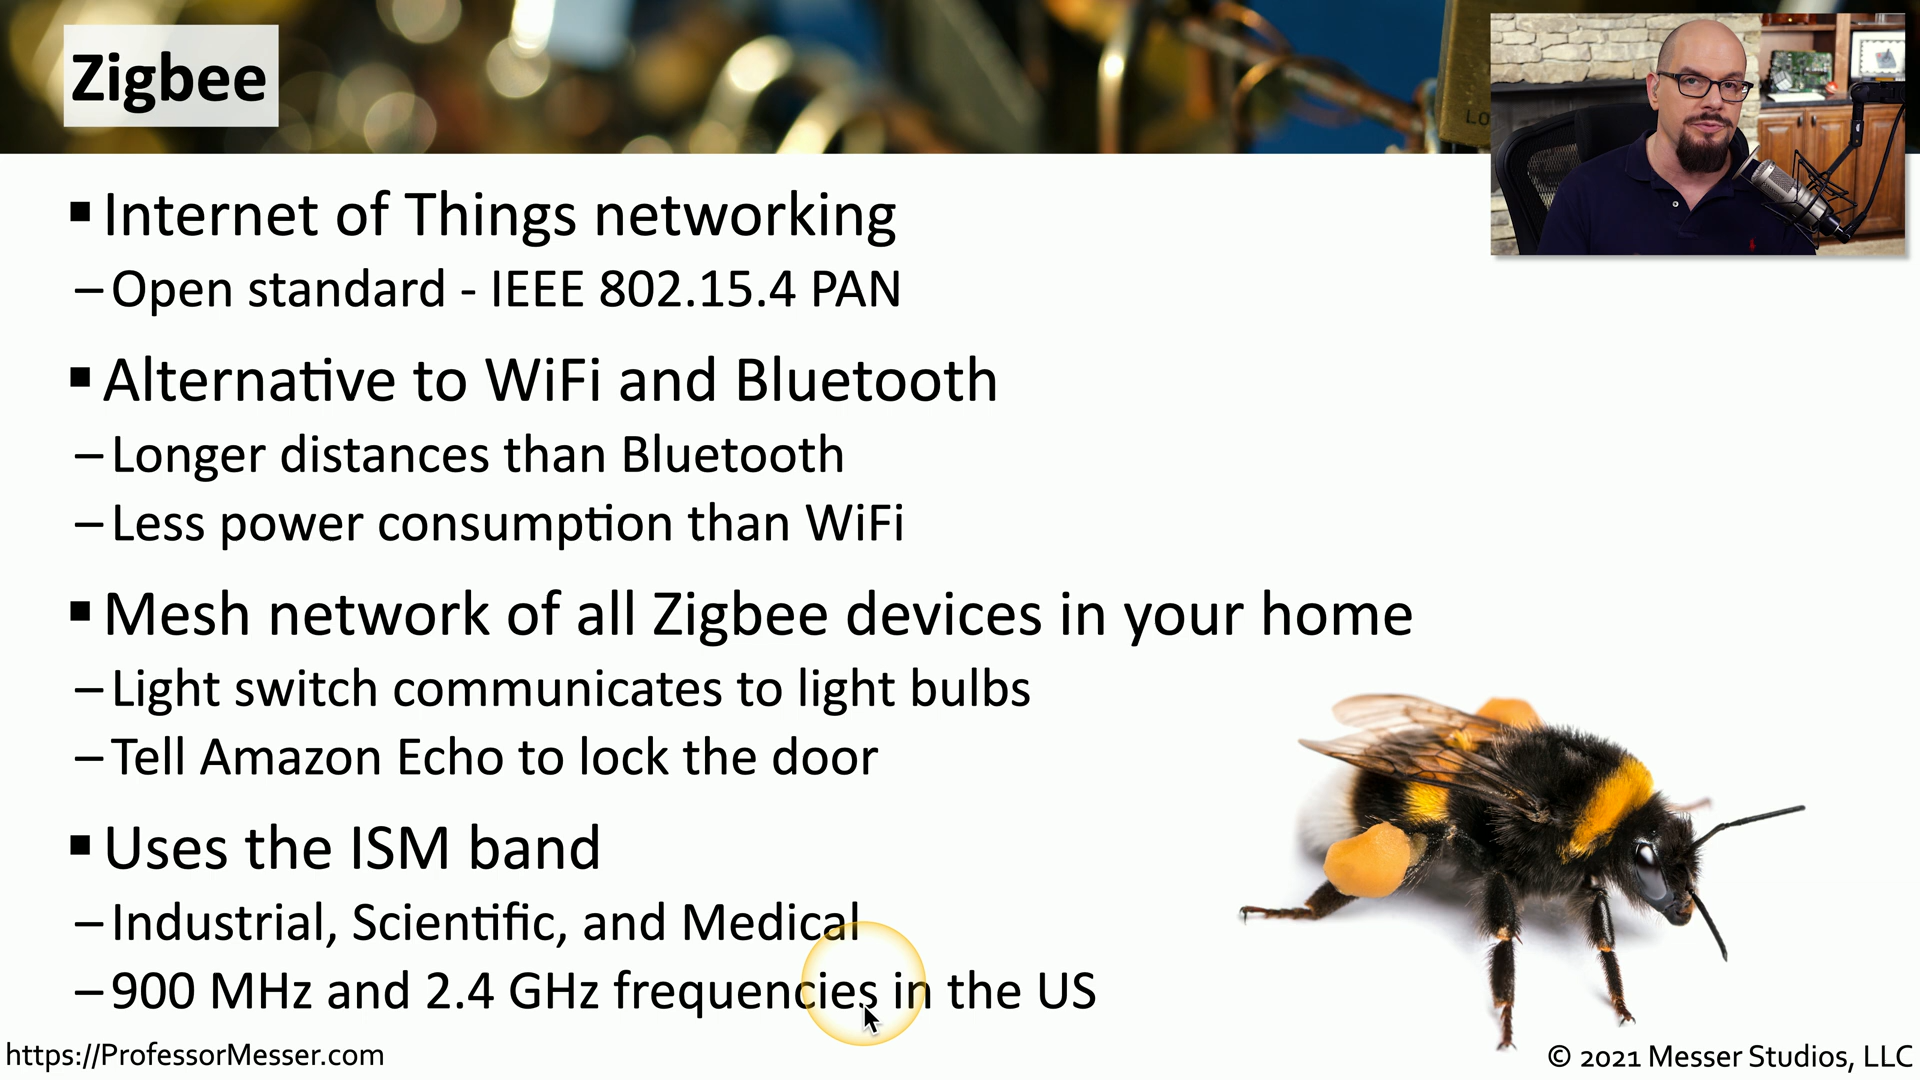 Zigbee
Lo
▪ Internet of Things networking
– Open standard - IEEE 802.15.4 PAN
▪ Alternative to WiFi and Bluetooth
– Longer distances than Bluetooth
– Less power consumption than WiFi
▪ Mesh network of all Zigbee devices in your home
– Light switch communicates to light bulbs
– Tell Amazon Echo to lock the door
▪ Uses the ISM band
– Industrial, Scientific, and Medical
– 900 MHz and 2.4 GHz frequencies in the US
https://ProfessorMesser.com
© 2021 Messer Studios, LLC